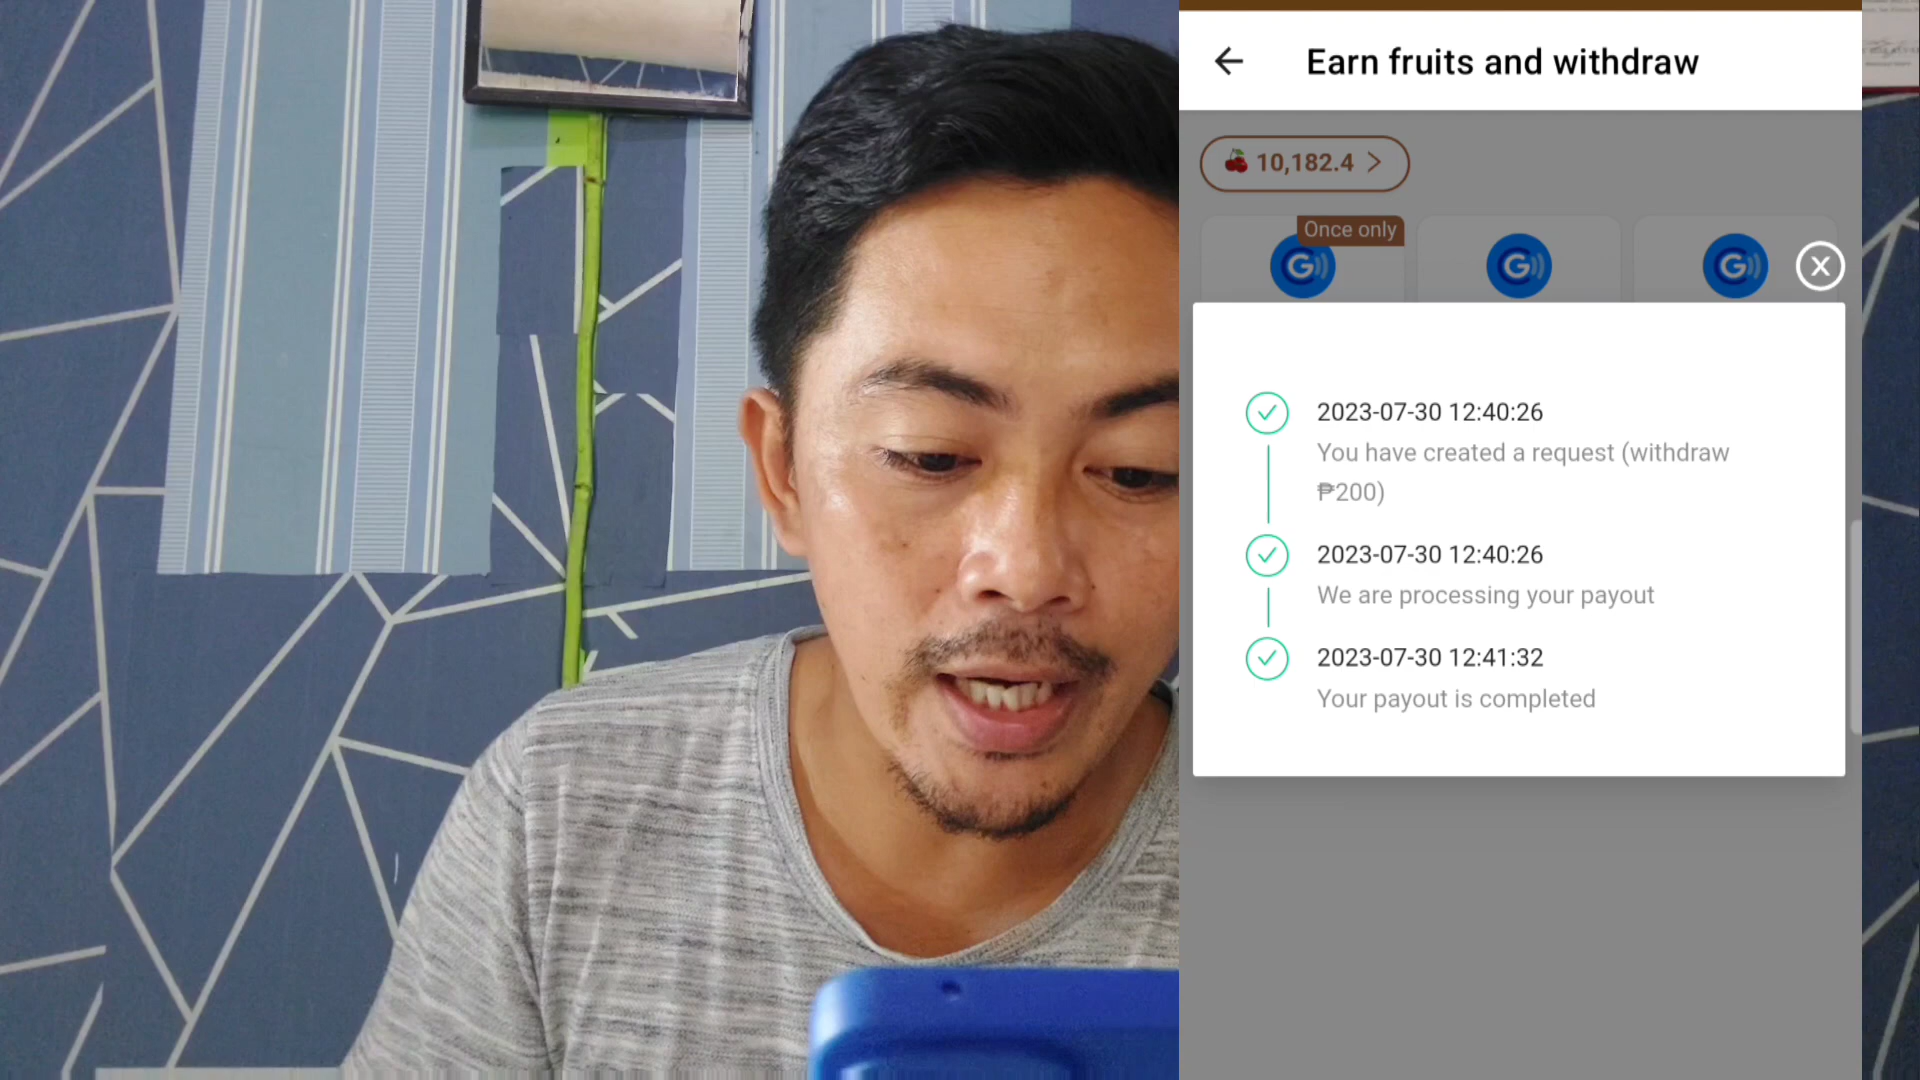 Earn fruits and withdraw
10,182.4
Once only
G
G
G
2023-07-30 12:40:26
You have created a request (withdraw
₱200)
2023-07-30 12:40:26
We are processing your payout
2023-07-30 12:41:32
Your payout is completed